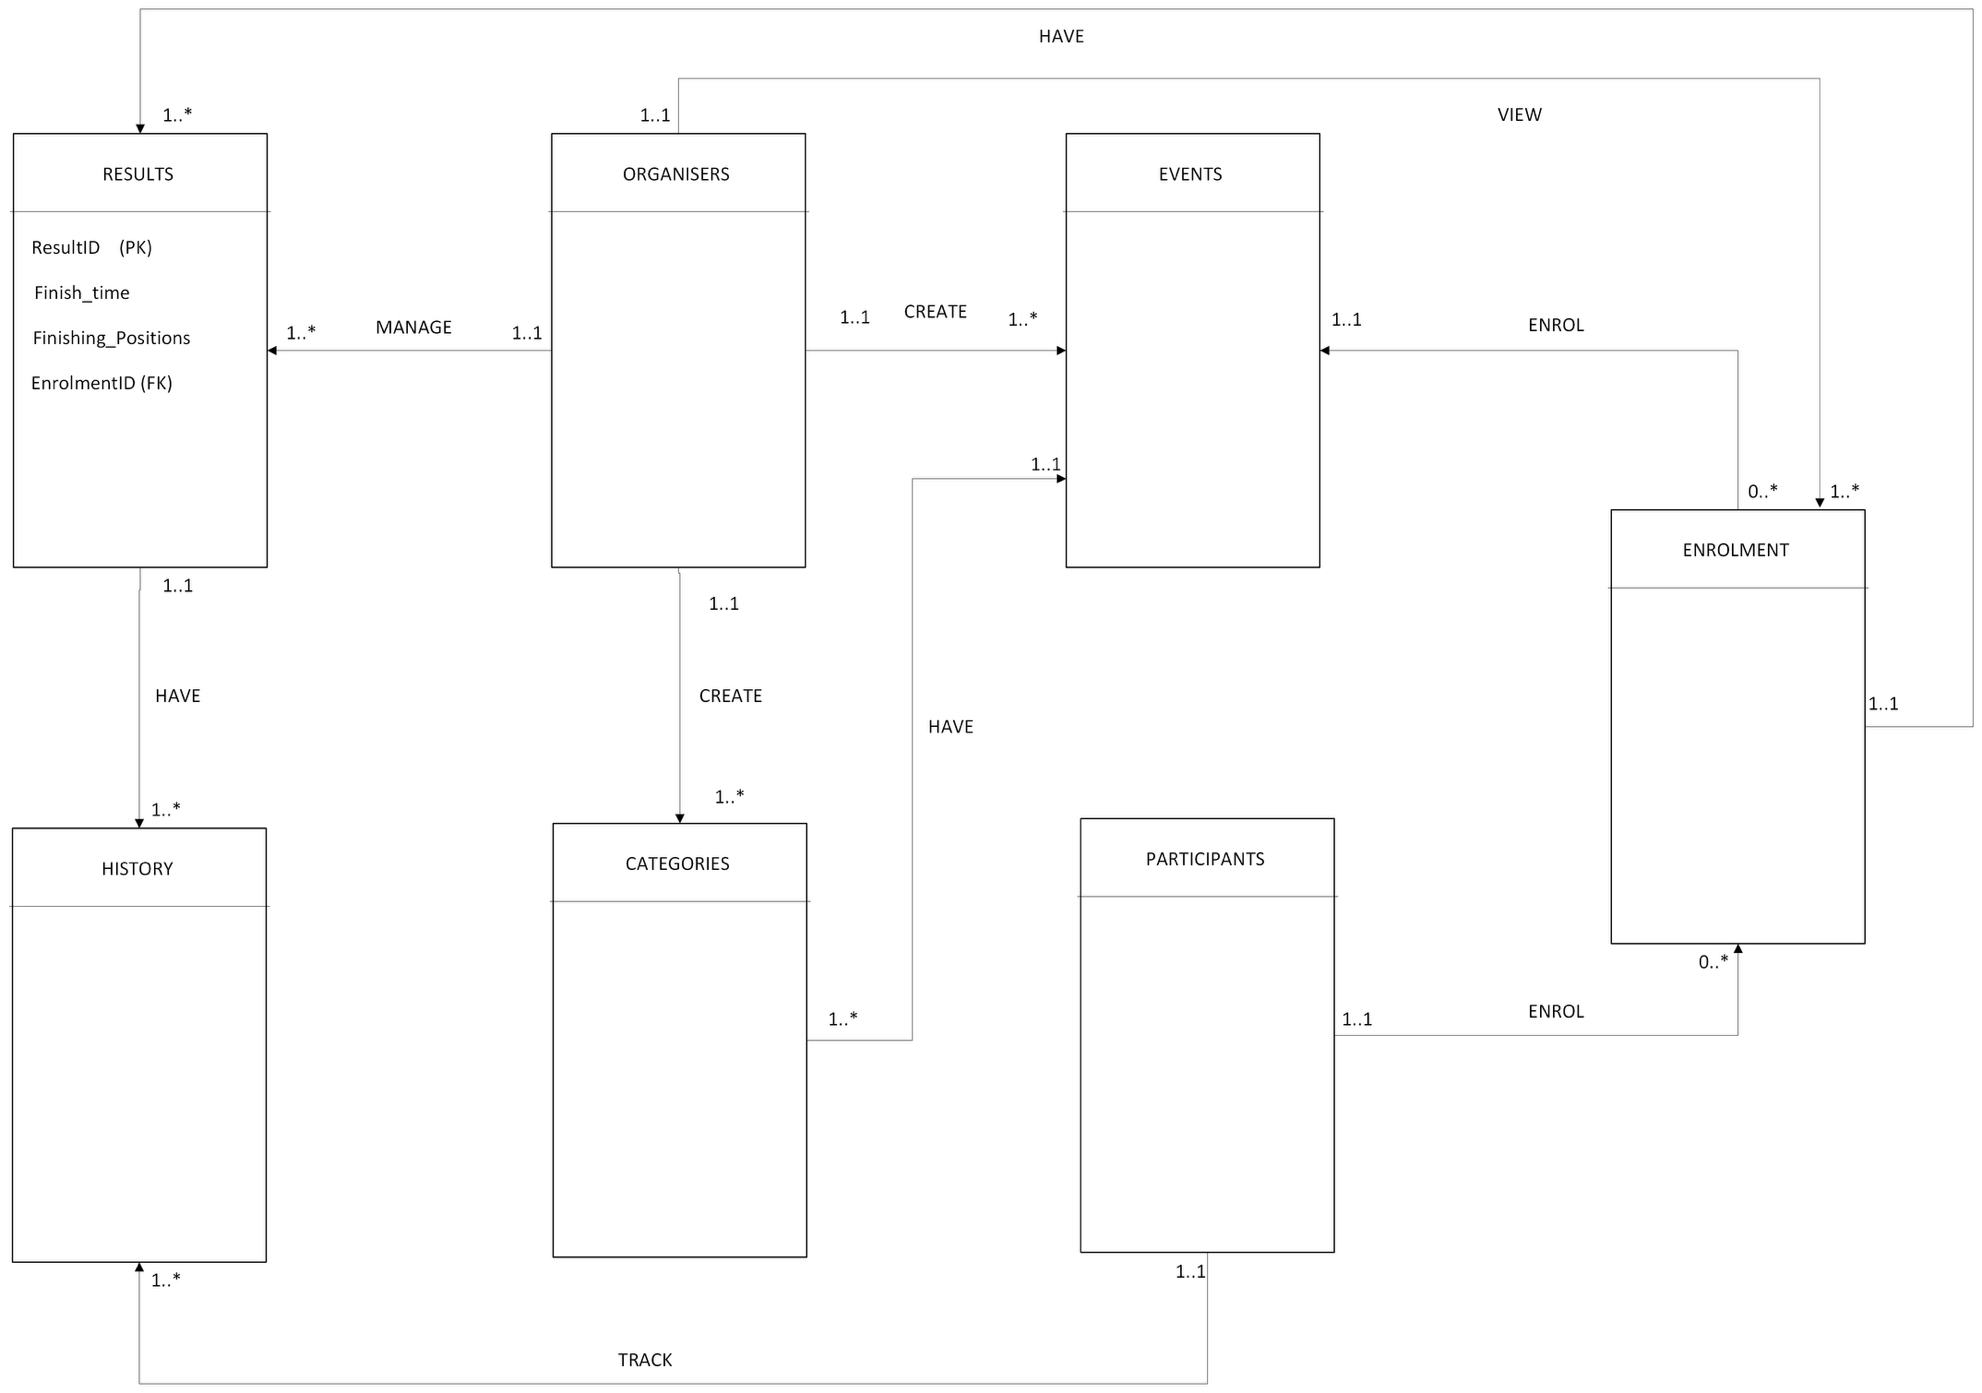 HAVE
1..*
1..1
VIEW
RESULTS
ORGANISERS
EVENTS
ResultID (PK)
Finish_time
Finishing_Positions
EnrolmentID (FK)
1..*
MANAGE
1..1
1..1
CREATE
1..*
1..1
ENROL
1..1
0..*
1..*
ENROLMENT
1..1
1..1
HAVE
CREATE
HAVE
1..1
1..*
1..*
HISTORY
CATEGORIES
PARTICIPANTS
1..*
1..1
ENROL
0..*
1..*
1..1
TRACK